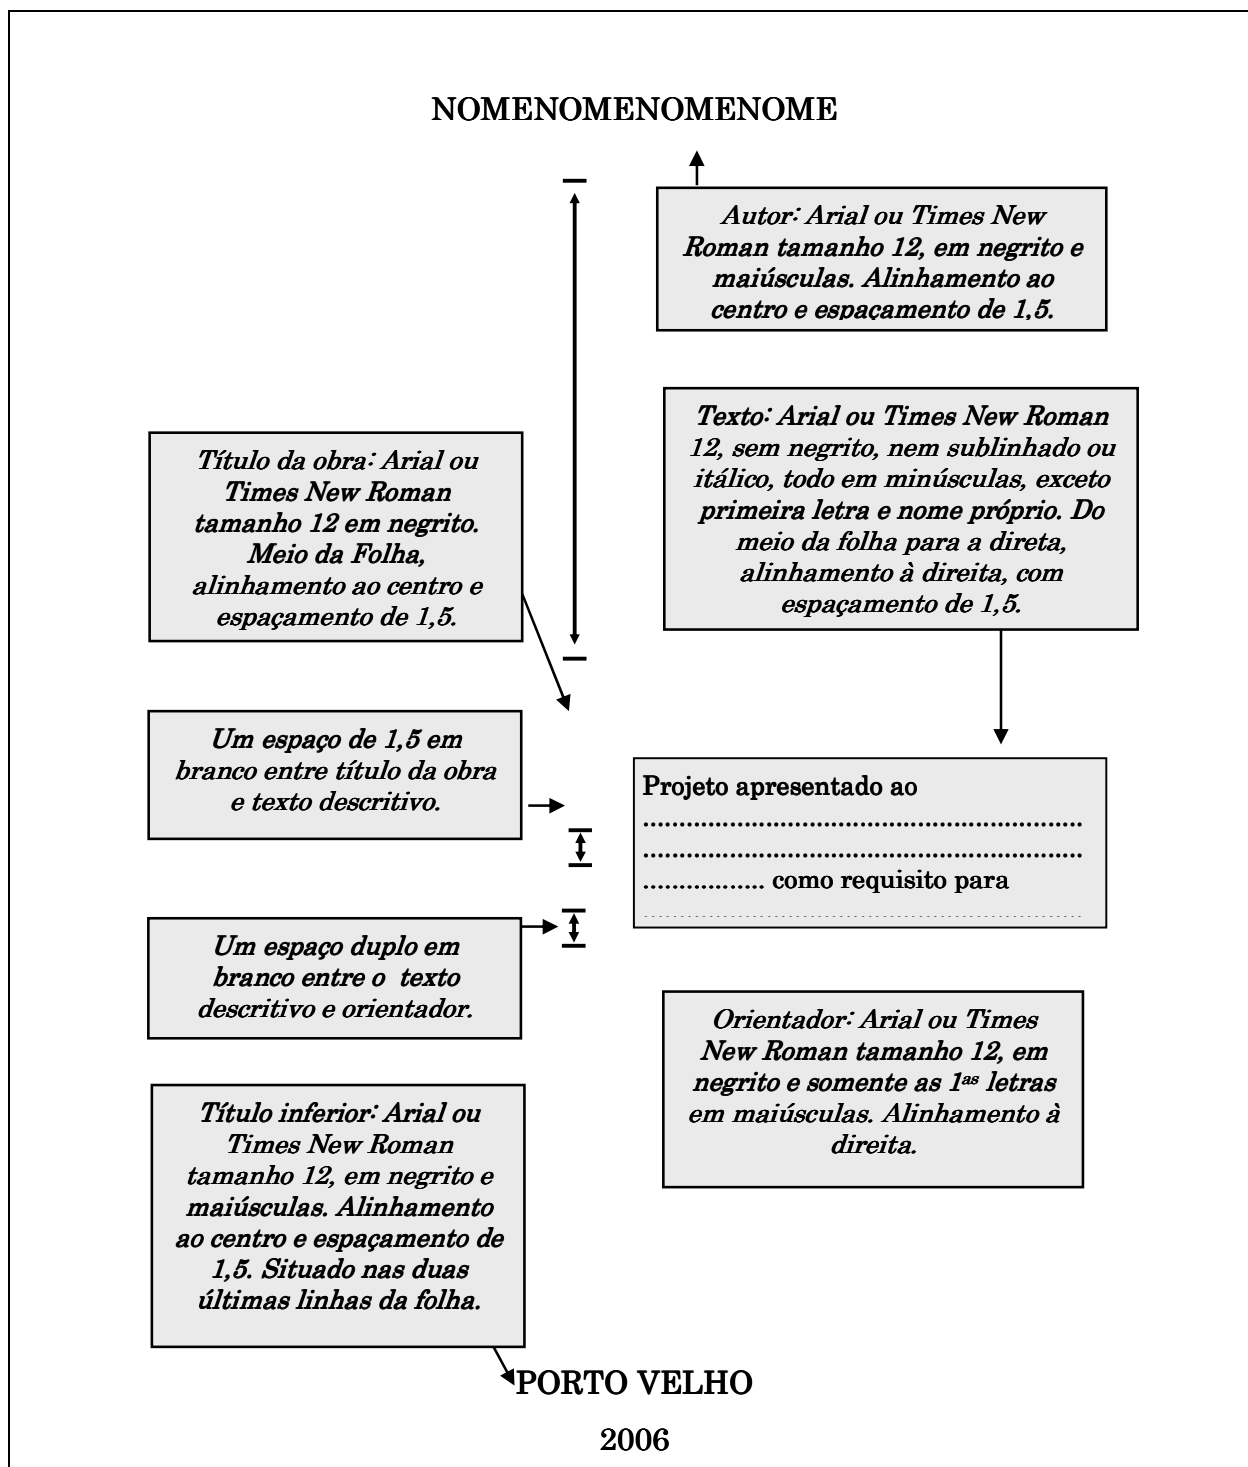 NOMENOMENOMENOME
Autor: Arial ou Times New
Roman tamanho 12, em negrito e
maiúsculas. Alinhamento ao
centro e espaçamento de 1,5.
Texto: Arial ou Times New Roman
12, sem negrito, nem sublinhado ou
itálico, todo em minúsculas, exceto
primeira letra e nome próprio. Do
meio da folha para a direta,
alinhamento à direita, com
espaçamento de 1,5.
Título da obra: Arial ou
Times New Roman
tamanho 12 em negrito.
Meio da Folha,
alinhamento ao centro e
espaçamento de 1,5.
Um espaço de 1,5 em
branco entre título da obra
e texto descritivo.
Projeto apresentado ao
.............................................................
.............................................................
................. como requisito para
.............................................................
Um espaço duplo em
branco entre o  texto
descritivo e orientador.
Orientador: Arial ou Times
New Roman tamanho 12, em
negrito e somente as 1ᵃˢ letras
em maiúsculas. Alinhamento à
direita.
Título inferior: Arial ou
Times New Roman
tamanho 12, em negrito e
maiúsculas. Alinhamento
ao centro e espaçamento de
1,5. Situado nas duas
últimas linhas da folha.
PORTO VELHO
2006